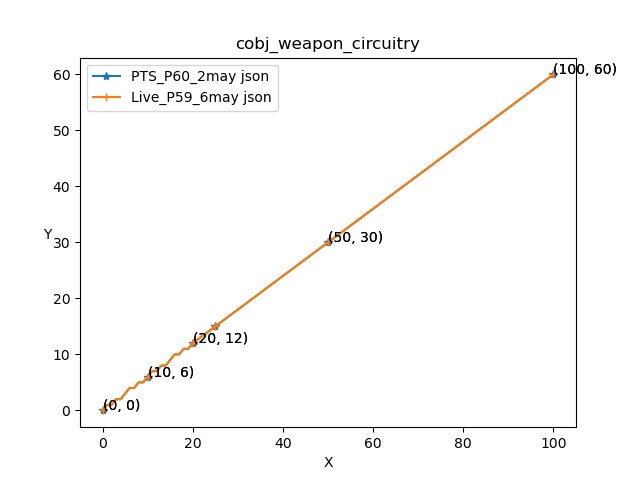 cobj_weapon_circuitry
PTS_P60_2may json
Live_P59_6may json
(100, 60)
(50, 30)
(20, 12)
(10, 6)
(0, 0)
60
50
40
30
20
10
0
Y
0 20 40 60 80 100
X